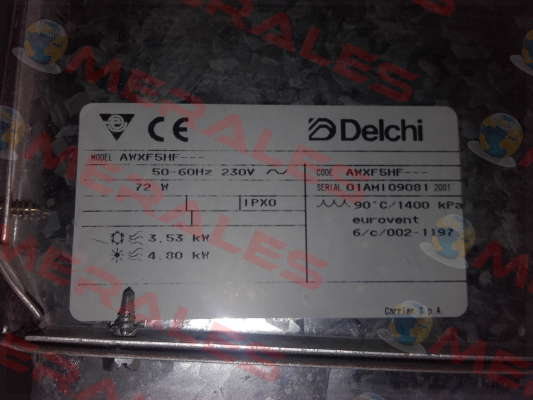 CE
Delchi
MODEL AWXF5HF---
50-60Hz 230V ~
72 W
IPX0
3.53 kW
4.80 kW
CODE AWXF5HF---
SERIAL 01AM109081 2001
90°C/1400 kPa
eurovent
6/c/002-1197
Carrier S.p.A.
MERALES
MERALES
MERALES